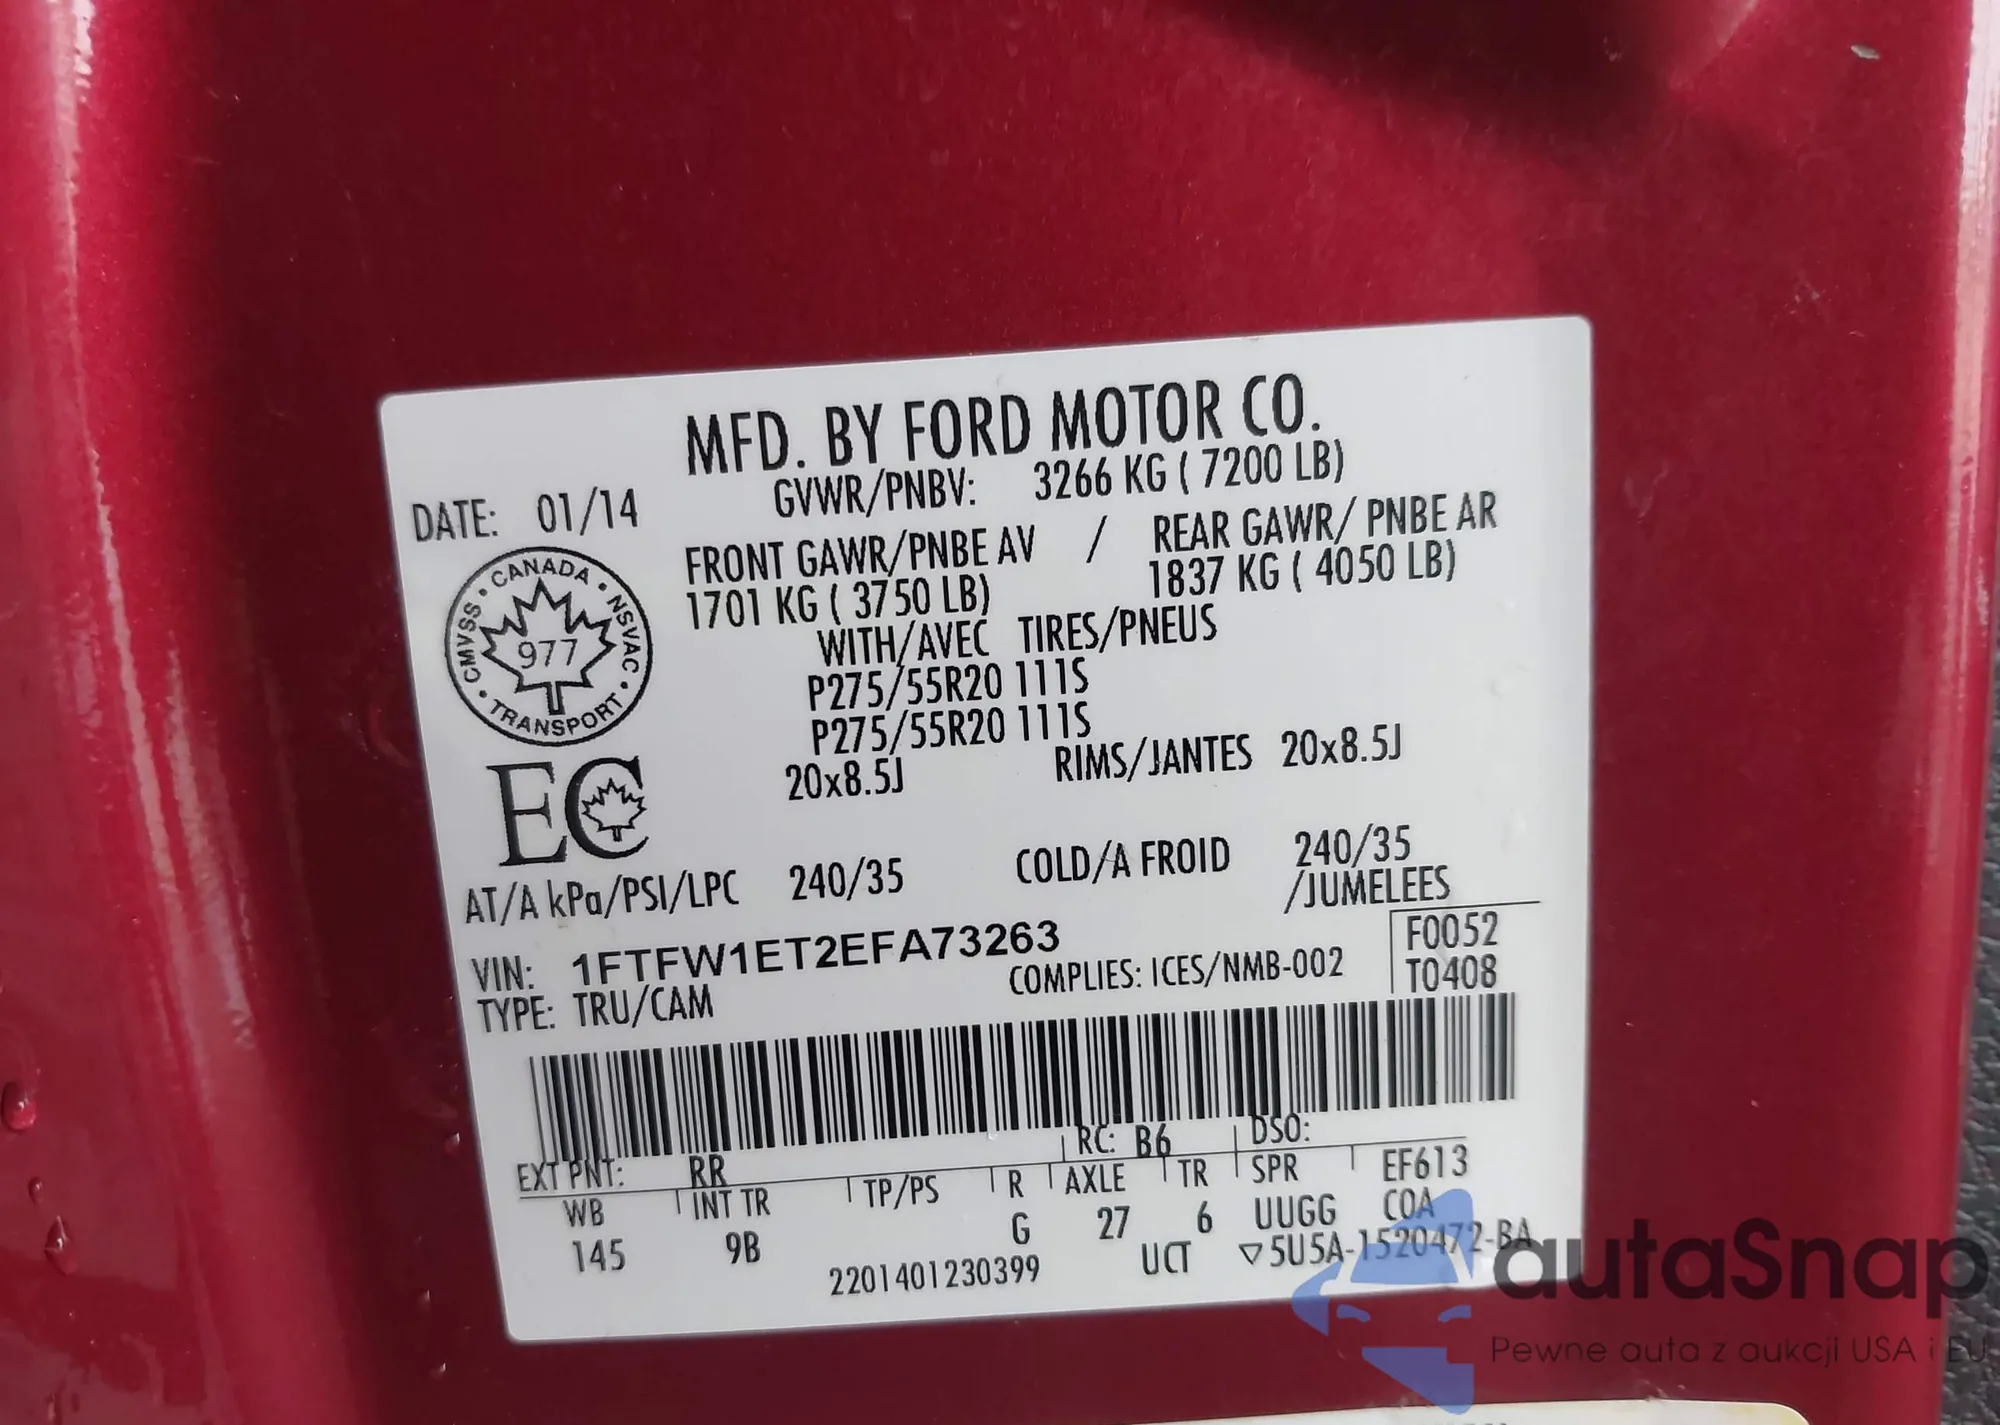 MFD. BY FORD MOTOR CO.
DATE: 01/14
GVWR/PNBV: 3266 KG ( 7200 LB)
FRONT GAWR/PNBE AV / REAR GAWR/ PNBE AR
1701 KG ( 3750 LB) 1837 KG ( 4050 LB)
WITH/AVEC TIRES/PNEUS
P275/55R20 111S
P275/55R20 111S
20x8.5J RIMS/JANTES 20x8.5J
CANADA · NSVAC · TRANSPORT · CMVSS ·
977
EC
AT/A kPa/PSI/LPC 240/35 COLD/A FROID 240/35
/JUMELEES
VIN: 1FTFW1ET2EFA73263
F0052
TYPE: TRU/CAM COMPLIES: ICES/NMB-002 T0408
EXT PNT: RR RC: B6 DSO:
WB INT TR TP/PS R AXLE TR SPR EF613
145 9B G 27 6 UUGG COA
2201401230399 UCT ▽5U5A-1520472-BA
autaSnap
Pewne auta z aukcji USA i EU